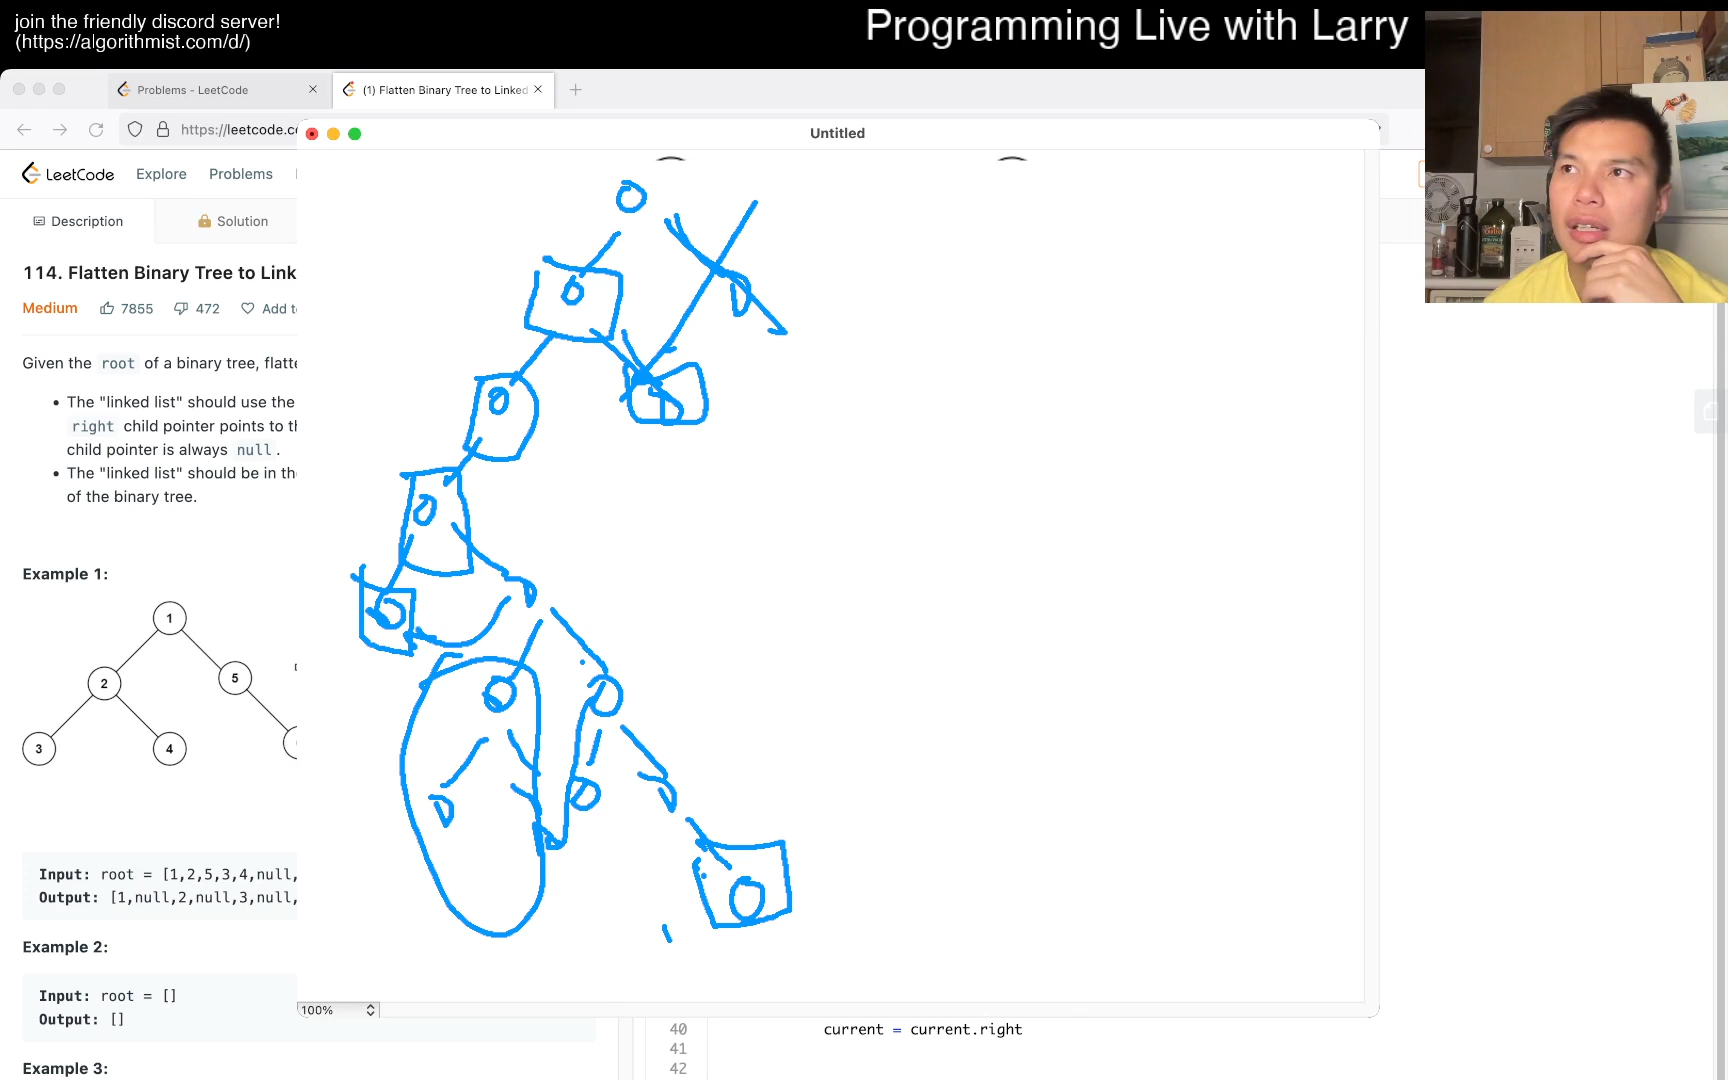 join the friendly discord server!
(https://algorithmist.com/d/)
Programming Live with Larry
Problems - LeetCode
(1) Flatten Binary Tree to Linked
https://leetcode.c
Untitled
LeetCode
Explore
Problems
Description
Solution
114. Flatten Binary Tree to Link
Medium
7855
472
Add t
Given the root of a binary tree, flatte
The "linked list" should use the
right child pointer points to th
child pointer is always null.
The "linked list" should be in the
of the binary tree.
Example 1:
1
2
5
3
4
Input: root = [1,2,5,3,4,null,
Output: [1,null,2,null,3,null,
Example 2:
Input: root = []
Output: []
100%
40 current = current.right
41
42
Example 3: